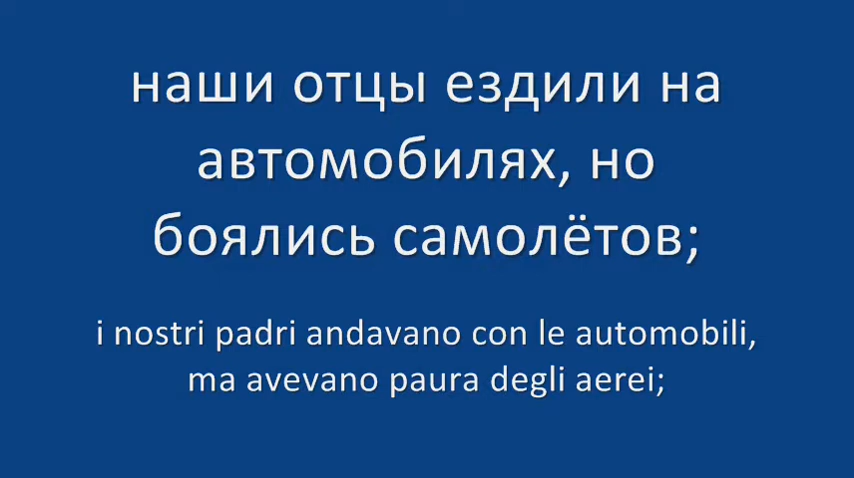 наши отцы ездили на
автомобилях, но
боялись самолётов;
i nostri padri andavano con le automobili,
ma avevano paura degli aerei;